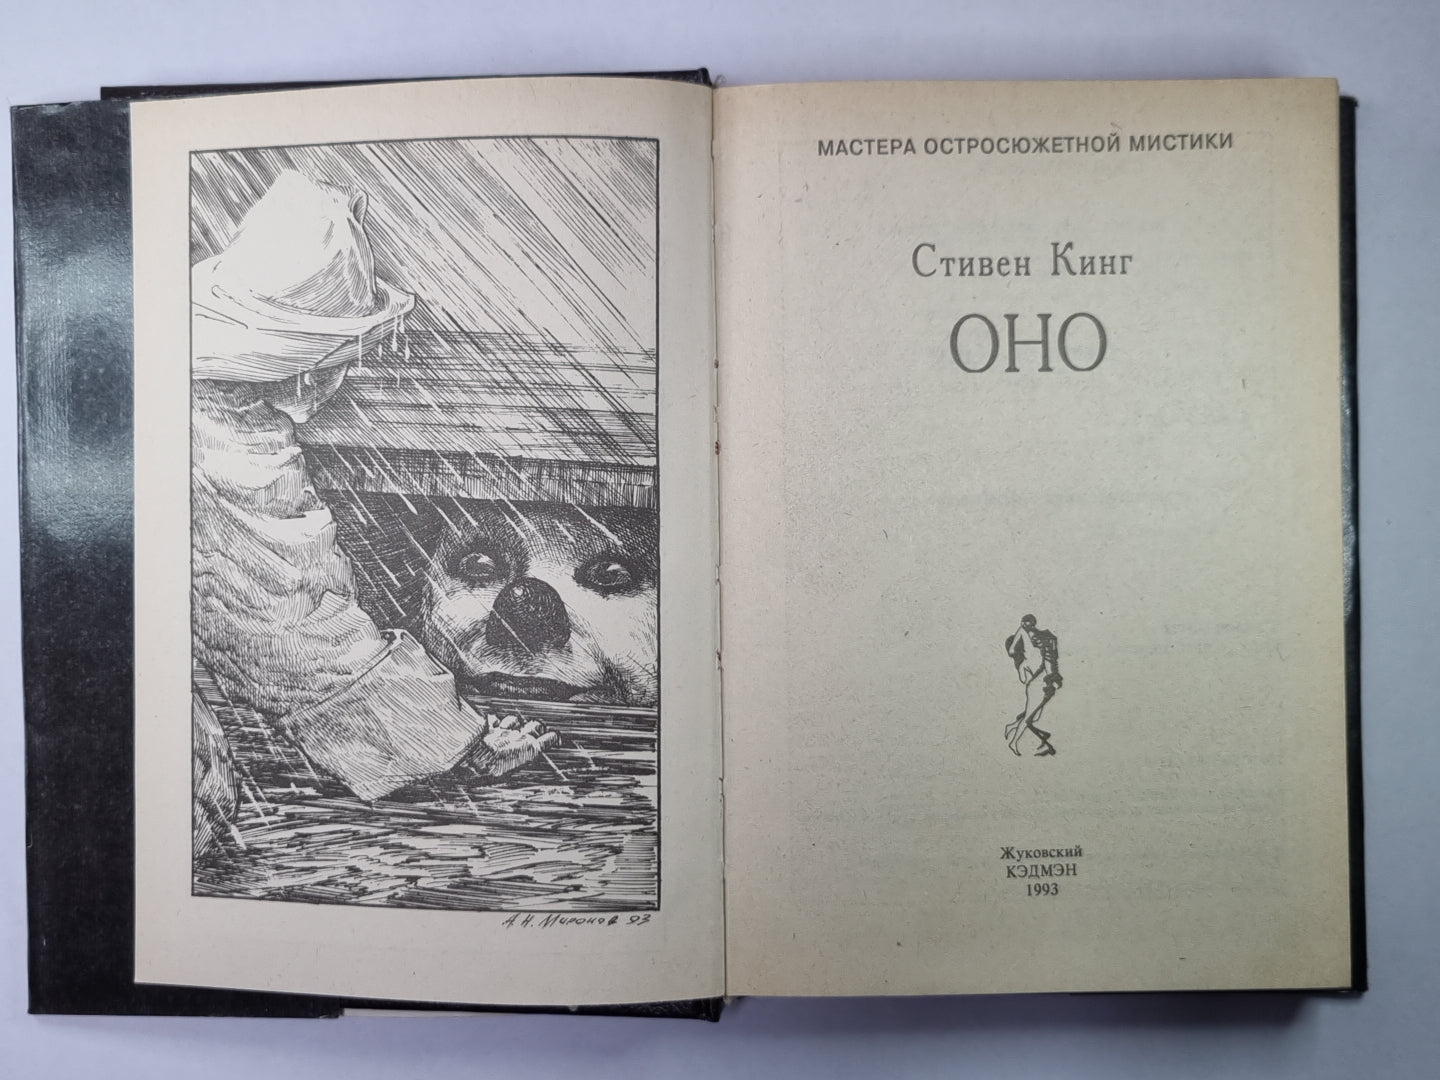 А. Н. Миронов 93
МАСТЕРА ОСТРОСЮЖЕТНОЙ МИСТИКИ
Стивен Кинг
ОНО
Жуковский
КЭДМЭН
1993